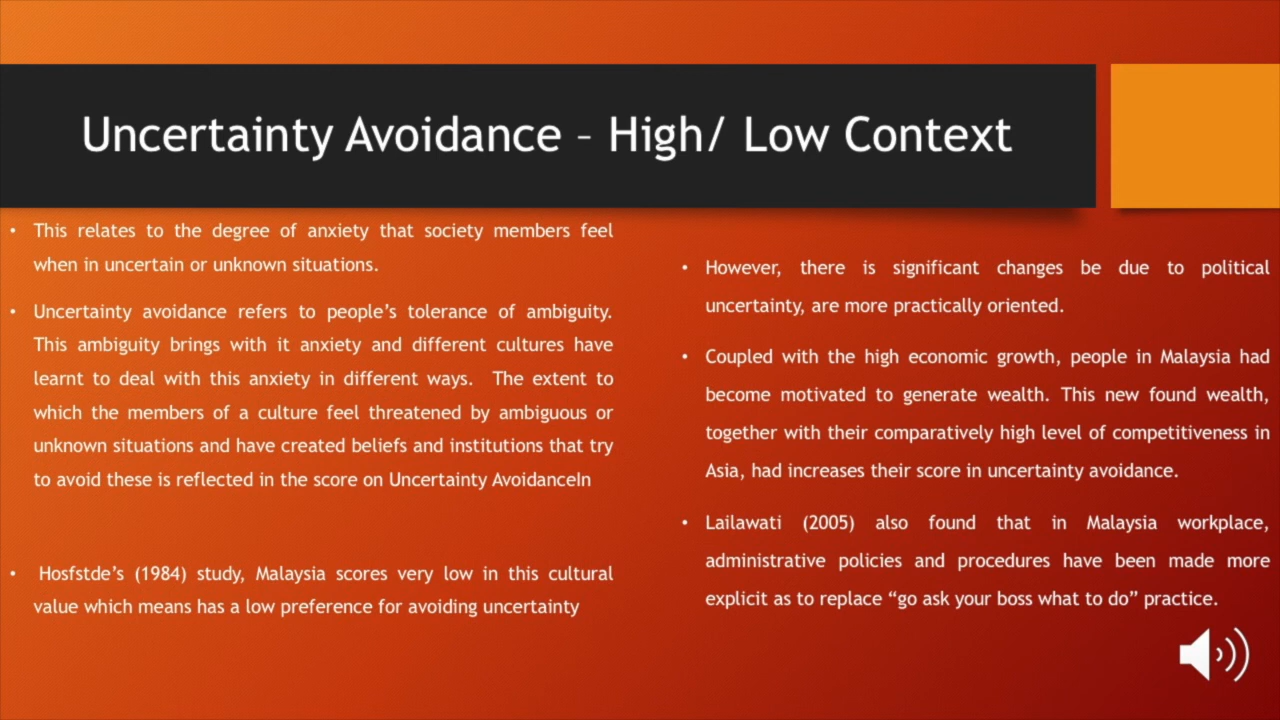 Uncertainty Avoidance – High/ Low Context
• This relates to the degree of anxiety that society members feel
when in uncertain or unknown situations.
• Uncertainty avoidance refers to people’s tolerance of ambiguity.
This ambiguity brings with it anxiety and different cultures have
learnt to deal with this anxiety in different ways. The extent to
which the members of a culture feel threatened by ambiguous or
unknown situations and have created beliefs and institutions that try
to avoid these is reflected in the score on Uncertainty AvoidanceIn
• Hosfstde’s (1984) study, Malaysia scores very low in this cultural
value which means has a low preference for avoiding uncertainty
• However, there is significant changes be due to political
uncertainty, are more practically oriented.
• Coupled with the high economic growth, people in Malaysia had
become motivated to generate wealth. This new found wealth,
together with their comparatively high level of competitiveness in
Asia, had increases their score in uncertainty avoidance.
• Lailawati (2005) also found that in Malaysia workplace,
administrative policies and procedures have been made more
explicit as to replace “go ask your boss what to do” practice.